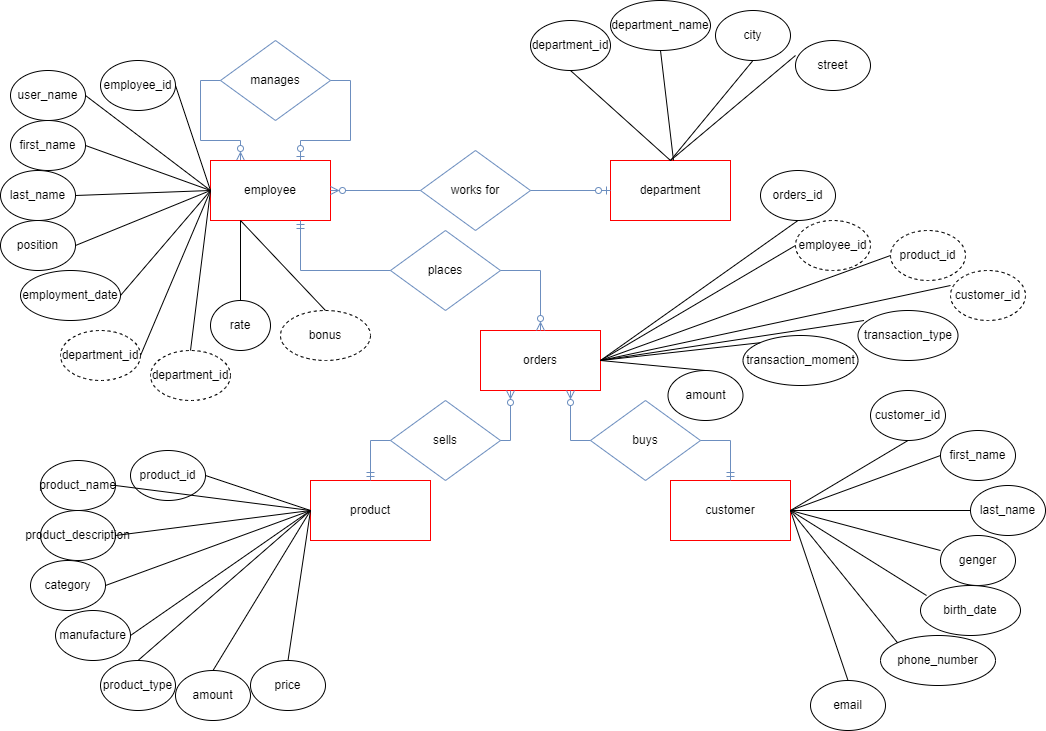 department_name
department_id
city
street
manages
employee_id
user_name
first_name
last_name
position
employment_date
department_id
department_id
rate
bonus
employee
works for
department
places
orders_id
employee_id
product_id
customer_id
transaction_type
transaction_moment
amount
orders
sells
buys
product_id
product_name
product_description
category
manufacture
product_type
amount
price
product
customer
customer_id
first_name
last_name
genger
birth_date
phone_number
email